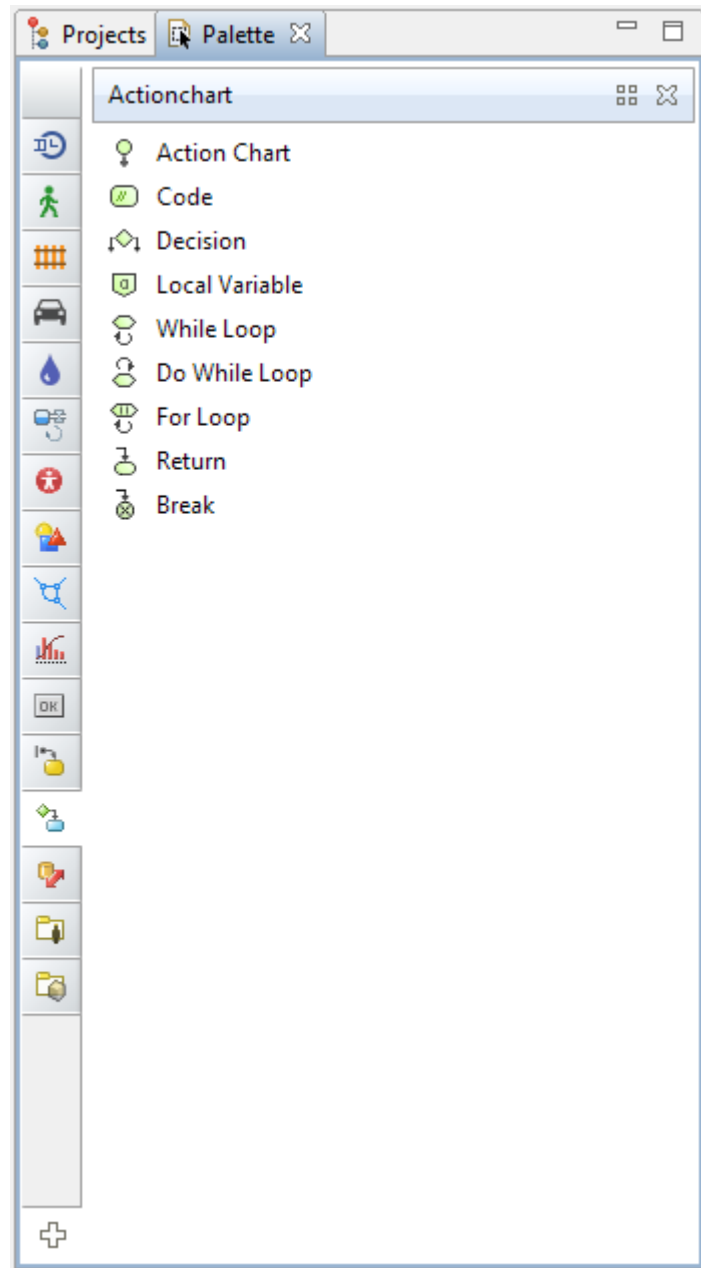 Projects Palette
Actionchart
Action Chart
Code
Decision
Local Variable
While Loop
Do While Loop
For Loop
Return
OK
Break